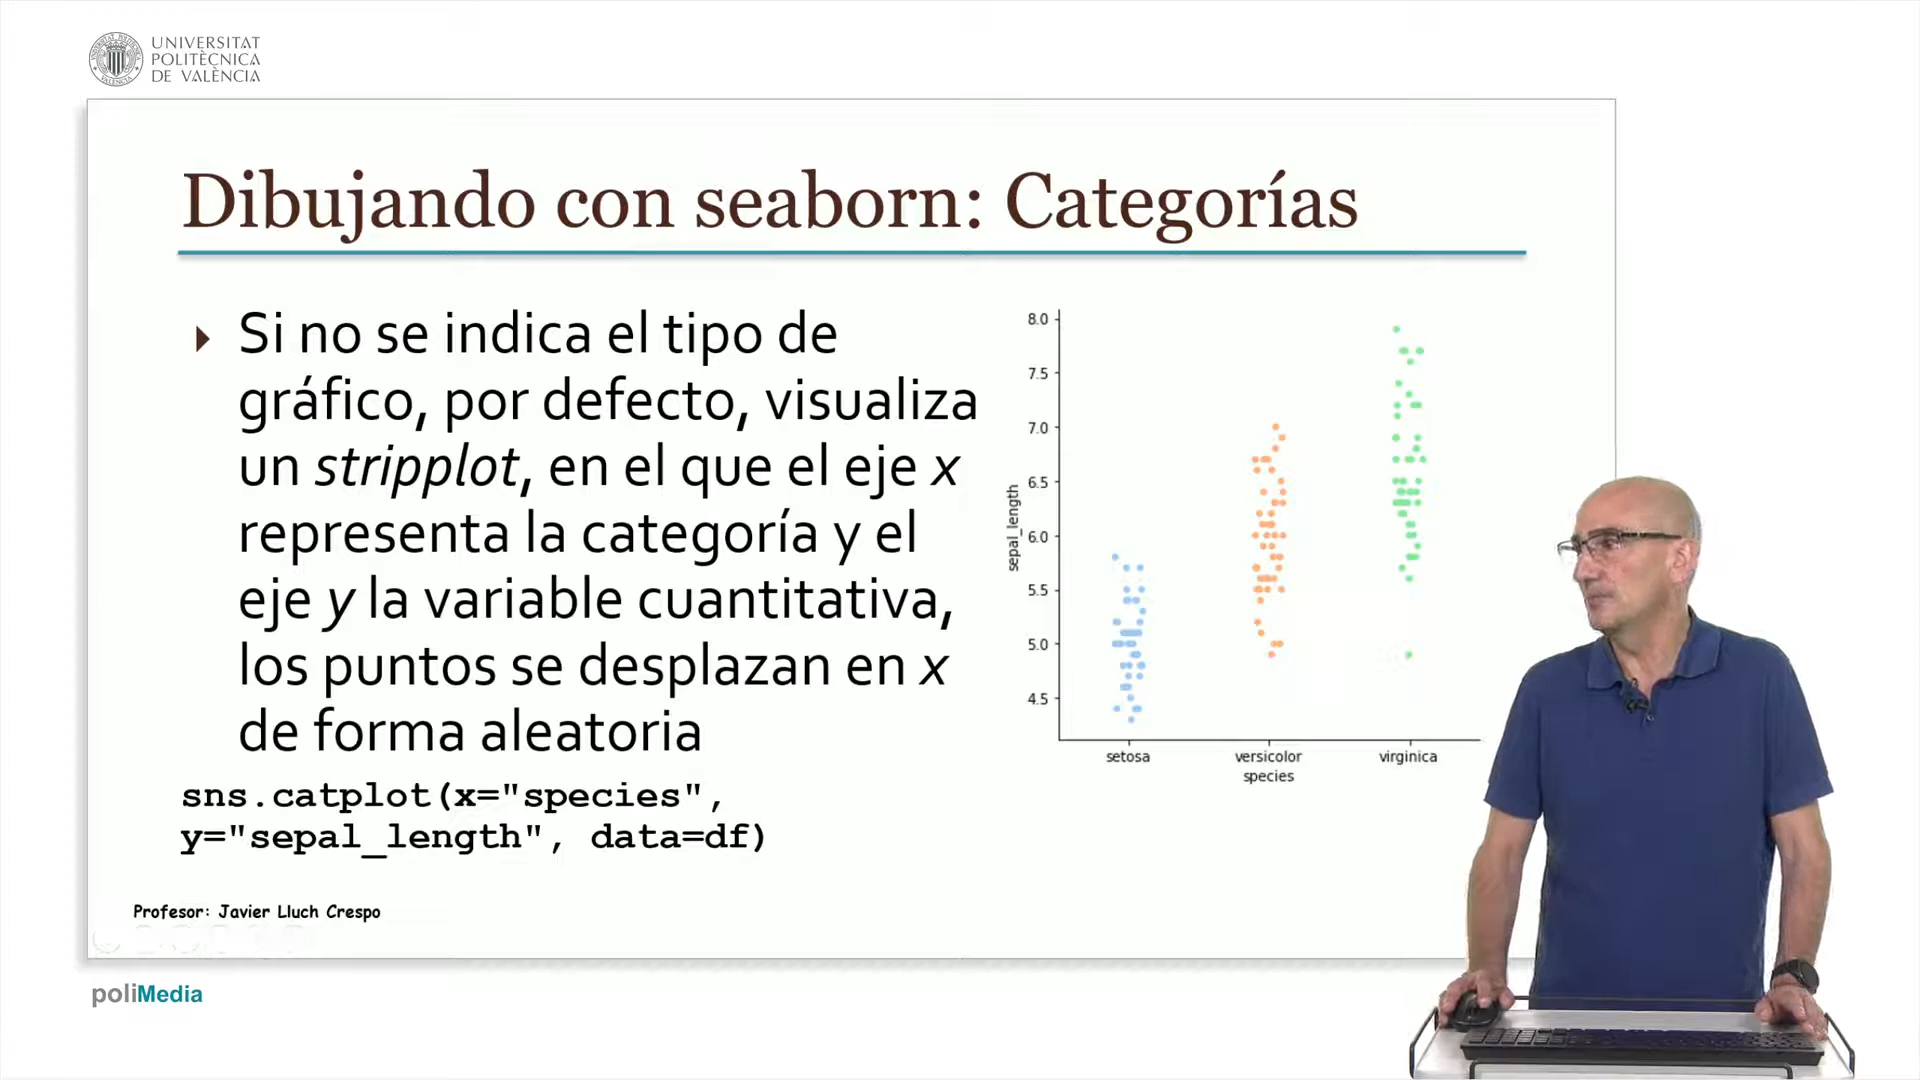 UNIVERSITAT
POLITÈCNICA
DE VALÈNCIA
Dibujando con seaborn: Categorías
Si no se indica el tipo de
gráfico, por defecto, visualiza
un stripplot, en el que el eje x
representa la categoría y el
eje y la variable cuantitativa,
los puntos se desplazan en x
de forma aleatoria
sns.catplot(x="species",
y="sepal_length", data=df)
8.0
7.5
7.0
6.5
6.0
5.5
5.0
4.5
sepal_length
setosa versicolor virginica
species
Profesor: Javier Lluch Crespo
poliMedia